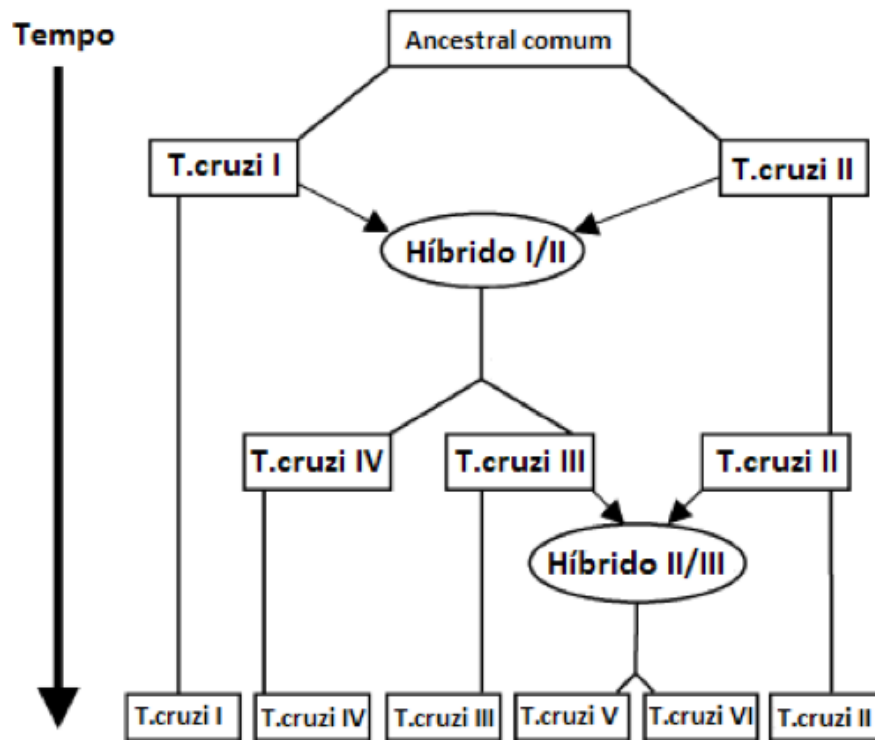 Tempo
Ancestral comum
T.cruzi I
T.cruzi II
Híbrido I/II
T.cruzi IV
T.cruzi III
T.cruzi II
Híbrido II/III
T.cruzi I
T.cruzi IV
T.cruzi III
T.cruzi V
T.cruzi VI
T.cruzi II